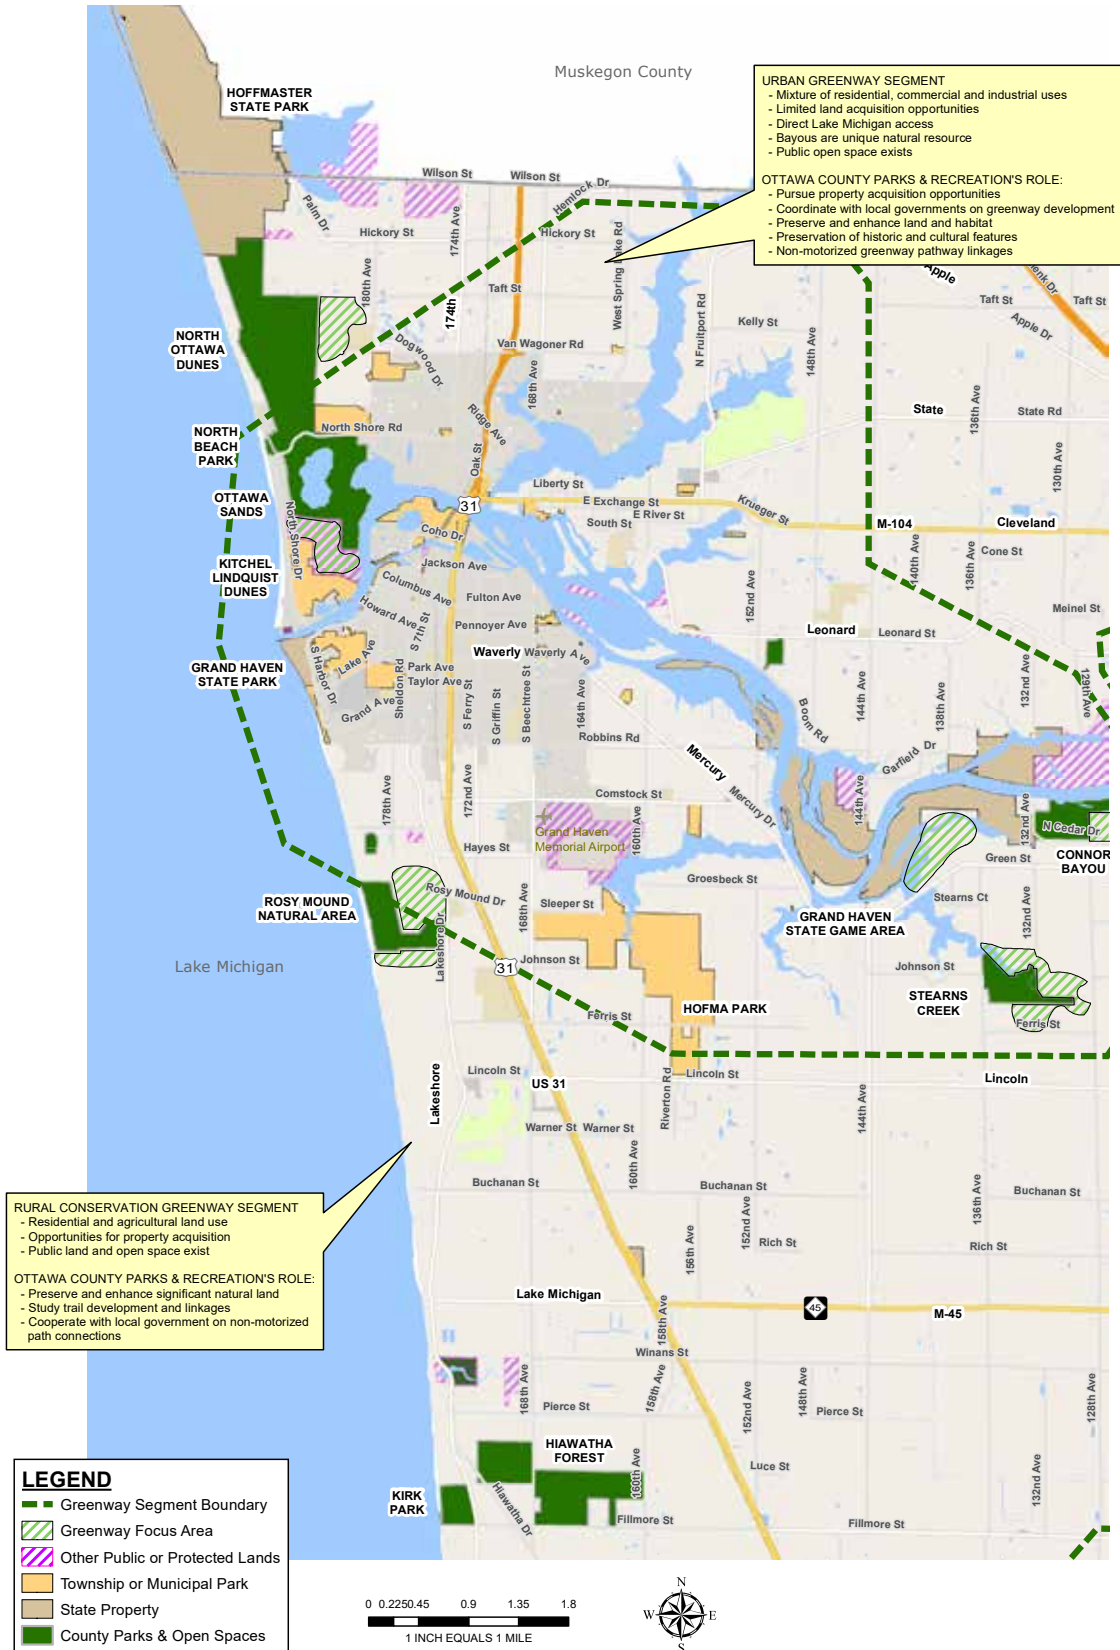 Muskegon County
HOFFMASTER
STATE PARK
URBAN GREENWAY SEGMENT
- Mixture of residential, commercial and industrial uses
- Limited land acquisition opportunities
- Direct Lake Michigan access
- Bayous are unique natural resource
- Public open space exists
OTTAWA COUNTY PARKS & RECREATION'S ROLE:
- Pursue property acquisition opportunities
- Coordinate with local governments on greenway development
- Preserve and enhance land and habitat
- Preservation of historic and cultural features
- Non-motorized greenway pathway linkages
Wilson St
Wilson St
Hemlock Dr
Palm Dr
Hickory St
174th Ave
Hickory St
West Spring Lake Rd
180th Ave
Apple
Taft St
174th
Taft St
Taft St
Apple Dr
N Fruitport Rd
Kelly St
148th Ave
NORTH
OTTAWA
DUNES
Dogwood Dr
Van Wagoner Rd
168th Ave
136th Ave
State
State Rd
Ridge Ave
North Shore Rd
NORTH
BEACH
PARK
Oak St
130th Ave
OTTAWA
SANDS
Liberty St
E Exchange St
31
E River St
South St
Krueger St
M-104
Cleveland
North Shore Dr
Coho Dr
140th Ave
136th Ave
Cone St
KITCHEL
LINDQUIST
DUNES
Jackson Ave
Columbus Ave
Fulton Ave
152nd Ave
Howard Ave
S 7th St
Pennoyer Ave
Meinel St
Leonard
Leonard St
GRAND HAVEN
STATE PARK
S Harbor Dr
Lake Ave
Waverly
Waverly Ave
Park Ave
Taylor Ave
Sheldon Rd
Grand Ave
S Ferry St
S Griffin St
S Beechtree St
164th Ave
132nd Ave
129th Ave
Boom Rd
144th Ave
138th Ave
Robbins Rd
Mercury
Garfield Dr
178th Ave
172nd Ave
Comstock St
Mercury Dr
144th Ave
132nd Ave
N Cedar Dr
Grand Haven
Memorial Airport
160th Ave
Hayes St
Green St
CONNOR
BAYOU
Groesbeck St
ROSY MOUND
NATURAL AREA
Rosy Mound Dr
Sleeper St
168th Ave
Stearns Ct
GRAND HAVEN
STATE GAME AREA
132nd Ave
Lakeshore Dr
Lake Michigan
31
Johnson St
Johnson St
STEARNS
CREEK
HOFMA PARK
Ferris St
Ferris St
Lakeshore
Lincoln St
US 31
Riverton Rd
Lincoln St
Lincoln
144th Ave
Warner St
Warner St
160th Ave
Buchanan St
Buchanan St
Buchanan St
152nd Ave
136th Ave
156th Ave
Rich St
Rich St
RURAL CONSERVATION GREENWAY SEGMENT
- Residential and agricultural land use
- Opportunities for property acquisition
- Public land and open space exist
OTTAWA COUNTY PARKS & RECREATION'S ROLE:
- Preserve and enhance significant natural land
- Study trail development and linkages
- Cooperate with local government on non-motorized
path connections
Lake Michigan
158th Ave
45
M-45
Winans St
168th Ave
158th Ave
152nd Ave
148th Ave
128th Ave
Pierce St
Pierce St
HIAWATHA
FOREST
Luce St
160th Ave
132nd Ave
KIRK
PARK
Hiawatha Dr
Fillmore St
Fillmore St
LEGEND
Greenway Segment Boundary
Greenway Focus Area
Other Public or Protected Lands
Township or Municipal Park
State Property
County Parks & Open Spaces
0 0.225 0.45 0.9 1.35 1.8
1 INCH EQUALS 1 MILE
N
W E
S